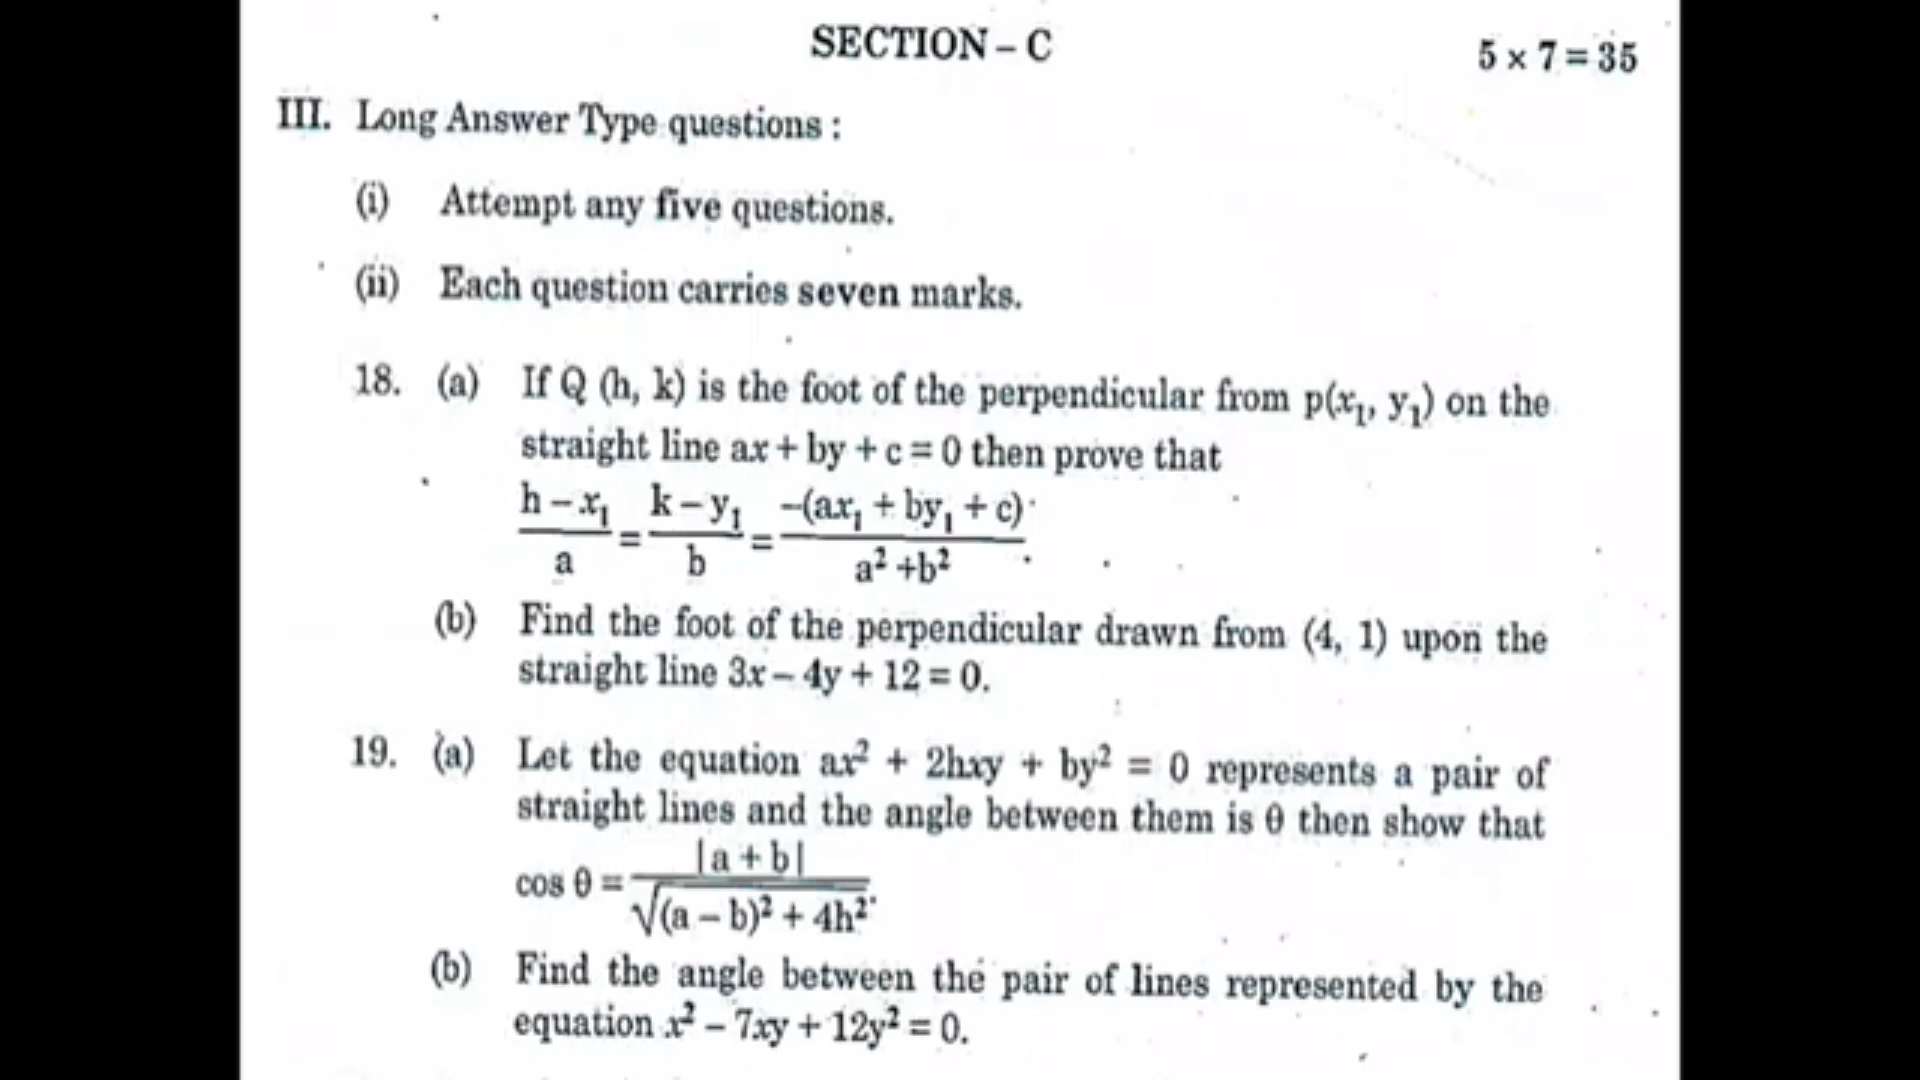 SECTION – C
5 × 7 = 35
III. Long Answer Type questions :
(i) Attempt any five questions.
(ii) Each question carries seven marks.
18. (a) If Q (h, k) is the foot of the perpendicular from p(x₁, y₁) on the
straight line ax + by + c = 0 then prove that
h – x₁ k – y₁ –(ax₁ + by₁ + c)
= =
a b a² +b² .
(b) Find the foot of the perpendicular drawn from (4, 1) upon the
straight line 3x – 4y + 12 = 0.
19. (a) Let the equation ax² + 2hxy + by² = 0 represents a pair of
straight lines and the angle between them is θ then show that
|a + b|
cos θ =
√(a – b)² + 4h² .
(b) Find the angle between the pair of lines represented by the
equation x² – 7xy + 12y² = 0.